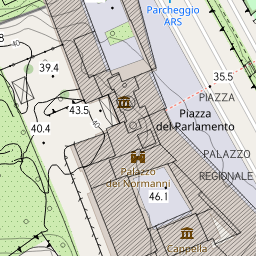 Parcheggio
ARS
39.4
35.5
PIAZZA
43.5
Piazza
del Parlamento
40.4
8
PALAZZO
Palazzo
dei Normanni
REGIONALE
46.1
Cappella